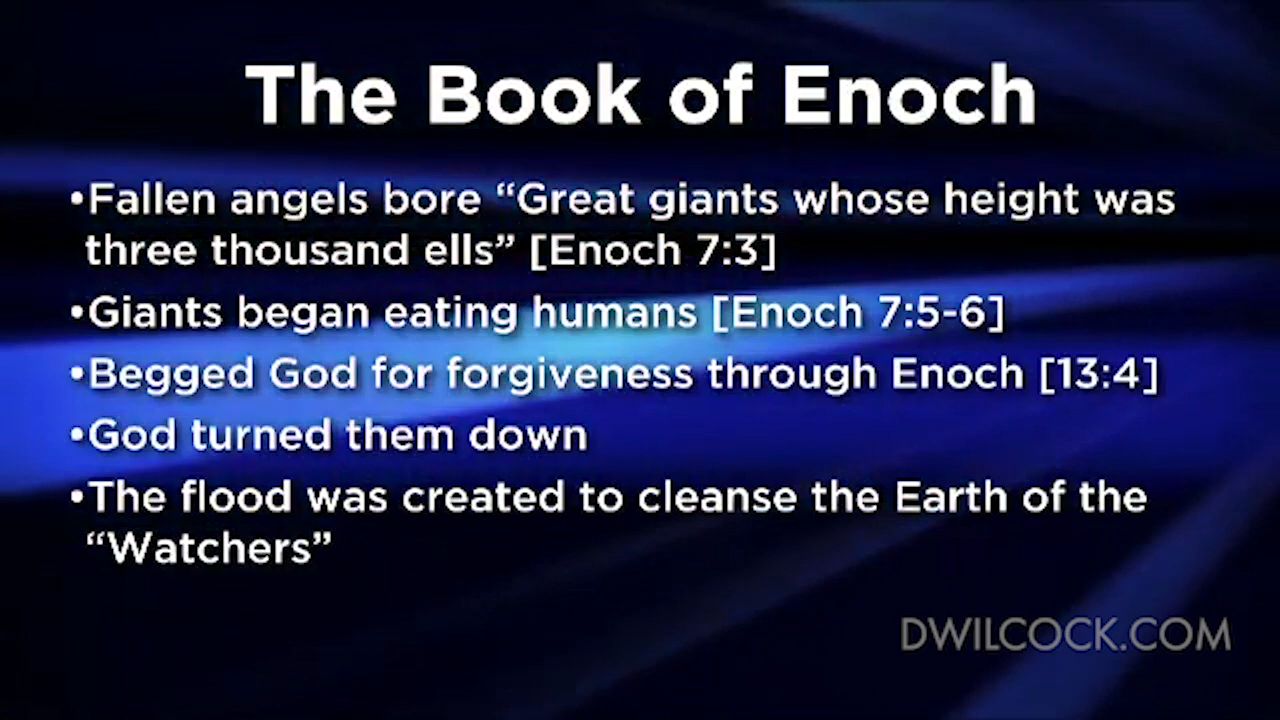 The Book of Enoch
•Fallen angels bore “Great giants whose height was
three thousand ells” [Enoch 7:3]
•Giants began eating humans [Enoch 7:5-6]
•Begged God for forgiveness through Enoch [13:4]
•God turned them down
•The flood was created to cleanse the Earth of the
“Watchers”
DWILCOCK.COM